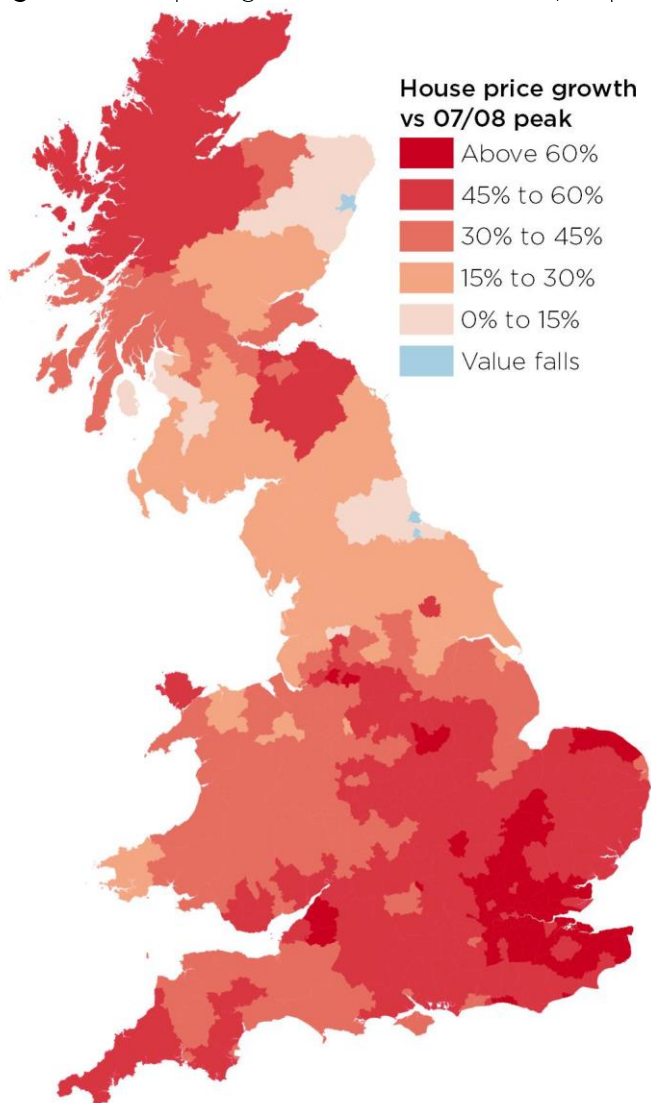 House price growth
vs 07/08 peak
Above 60%
45% to 60%
30% to 45%
15% to 30%
0% to 15%
Value falls